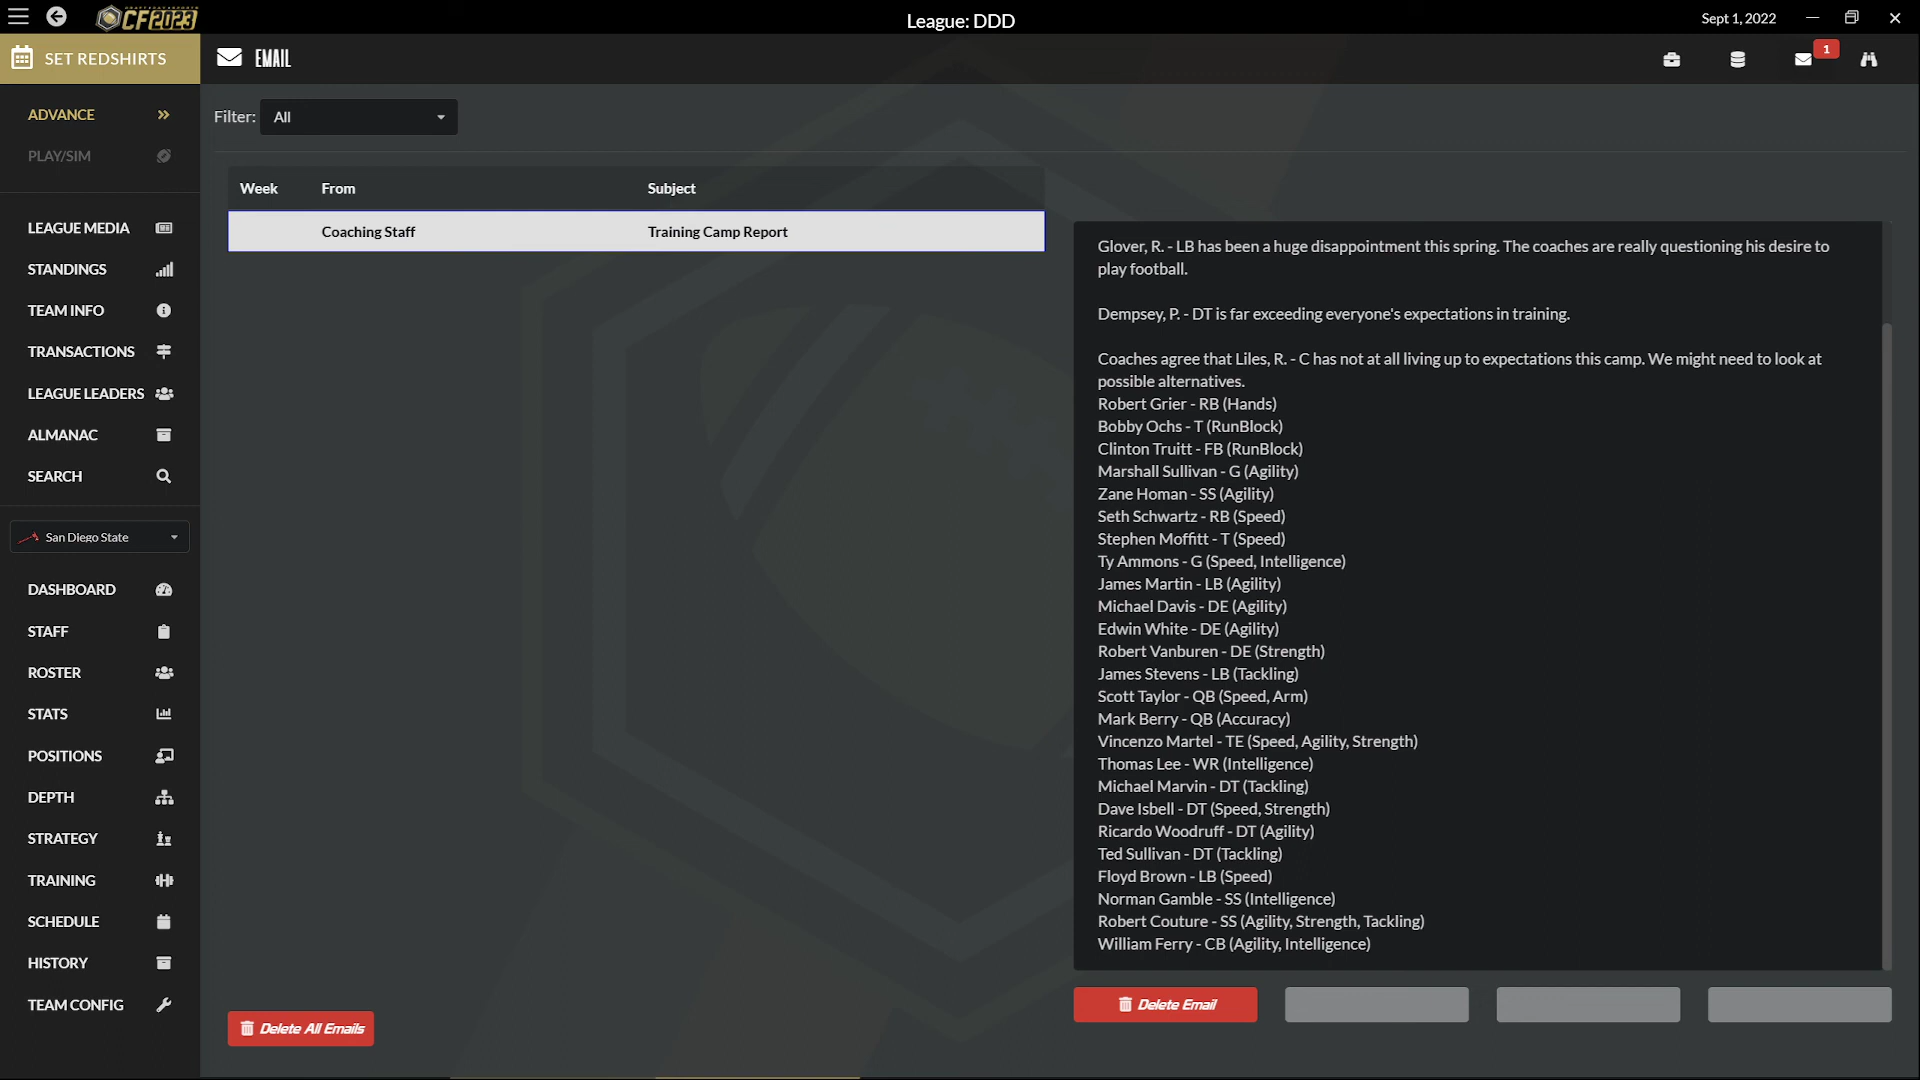 CF2023
League: DDD
Sept 1, 2022
SET REDSHIRTS
EMAIL
1
ADVANCE
PLAY/SIM
LEAGUE MEDIA
STANDINGS
TEAM INFO
TRANSACTIONS
LEAGUE LEADERS
ALMANAC
SEARCH
San Diego State
DASHBOARD
STAFF
ROSTER
STATS
POSITIONS
DEPTH
STRATEGY
TRAINING
SCHEDULE
HISTORY
TEAM CONFIG
Filter: All
Week From Subject
Coaching Staff Training Camp Report
Glover, R. - LB has been a huge disappointment this spring. The coaches are really questioning his desire to
play football.
Dempsey, P. - DT is far exceeding everyone's expectations in training.
Coaches agree that Liles, R. - C has not at all living up to expectations this camp. We might need to look at
possible alternatives.
Robert Grier - RB (Hands)
Bobby Ochs - T (RunBlock)
Clinton Truitt - FB (RunBlock)
Marshall Sullivan - G (Agility)
Zane Homan - SS (Agility)
Seth Schwartz - RB (Speed)
Stephen Moffitt - T (Speed)
Ty Ammons - G (Speed, Intelligence)
James Martin - LB (Agility)
Michael Davis - DE (Agility)
Edwin White - DE (Agility)
Robert Vanburen - DE (Strength)
James Stevens - LB (Tackling)
Scott Taylor - QB (Speed, Arm)
Mark Berry - QB (Accuracy)
Vincenzo Martel - TE (Speed, Agility, Strength)
Thomas Lee - WR (Intelligence)
Michael Marvin - DT (Tackling)
Dave Isbell - DT (Speed, Strength)
Ricardo Woodruff - DT (Agility)
Ted Sullivan - DT (Tackling)
Floyd Brown - LB (Speed)
Norman Gamble - SS (Intelligence)
Robert Couture - SS (Agility, Strength, Tackling)
William Ferry - CB (Agility, Intelligence)
Delete Email
Delete All Emails